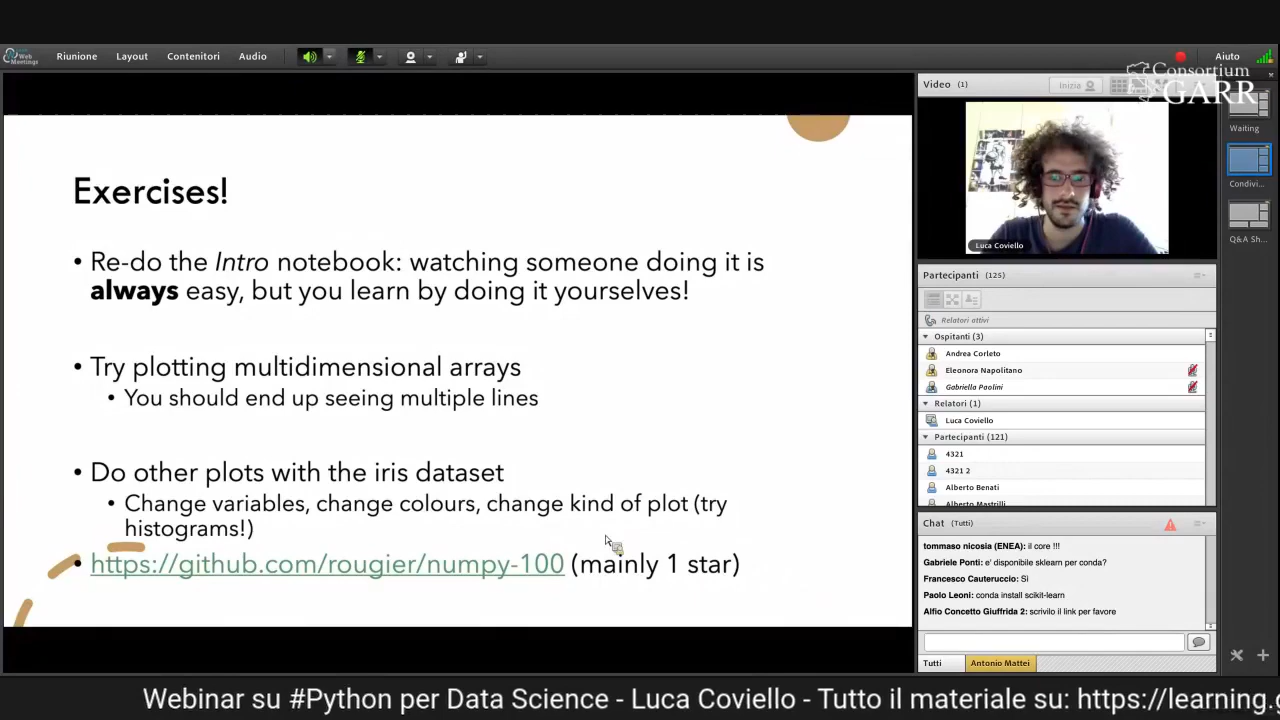 Web
Meetings
Riunione
Layout
Contenitori
Audio
Aiuto
Consortium
GARR
Exercises!
• Re-do the Intro notebook: watching someone doing it is
always easy, but you learn by doing it yourselves!
• Try plotting multidimensional arrays
• You should end up seeing multiple lines
• Do other plots with the iris dataset
• Change variables, change colours, change kind of plot (try
histograms!)
• https://github.com/rougier/numpy-100 (mainly 1 star)
Video (1)
Inizia
Luca Coviello
Partecipanti (125)
Relatori attivi
Ospitanti (3)
Andrea Corleto
Eleonora Napolitano
Gabriella Paolini
Relatori (1)
Luca Coviello
Partecipanti (121)
4321
4321 2
Alberto Benati
Alberto Mastrilli
Chat (Tutti)
tommaso nicosia (ENEA): il core !!!
Gabriele Ponti: e' disponibile sklearn per conda?
Francesco Cauteruccio: Sì
Paolo Leoni: conda install scikit-learn
Alfio Concetto Giuffrida 2: scrivilo il link per favore
Tutti
Antonio Mattei
Waiting
Condivi...
Q&A Sh...
Webinar su #Python per Data Science - Luca Coviello - Tutto il materiale su: https://learning.g